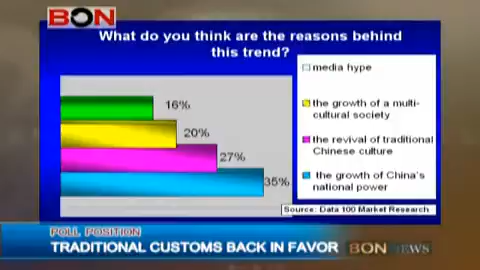 BON
What do you think are the reasons behind
this trend?
media hype
the growth of a multi-
cultural society
the revival of traditional
Chinese culture
the growth of China's
national power
16%
20%
27%
35%
Source: Data 100 Market Research
POLL POSITION
TRADITIONAL CUSTOMS BACK IN FAVOR
BON NEWS